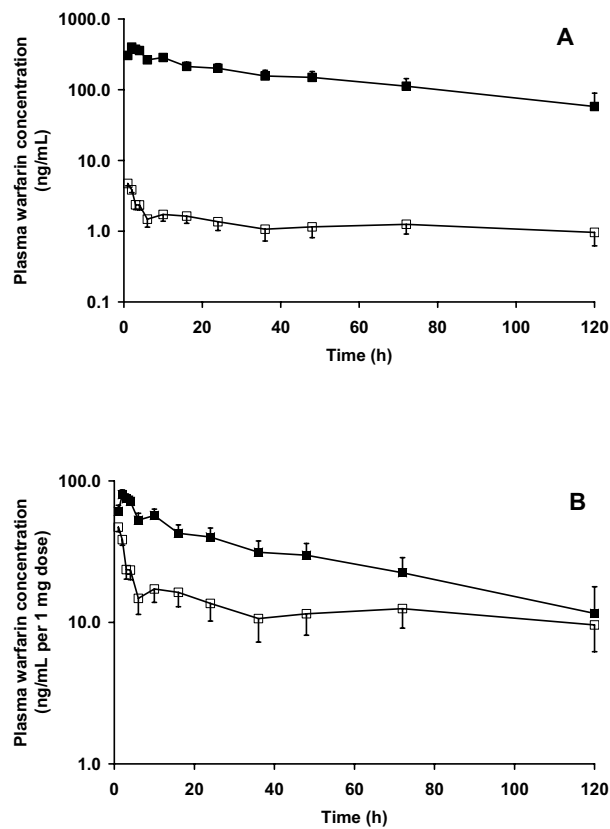 A
Plasma warfarin concentration
(ng/mL)
1000.0
100.0
10.0
1.0
0.1
0 20 40 60 80 100 120
Time (h)
B
Plasma warfarin concentration
(ng/mL per 1 mg dose)
100.0
10.0
1.0
0 20 40 60 80 100 120
Time (h)